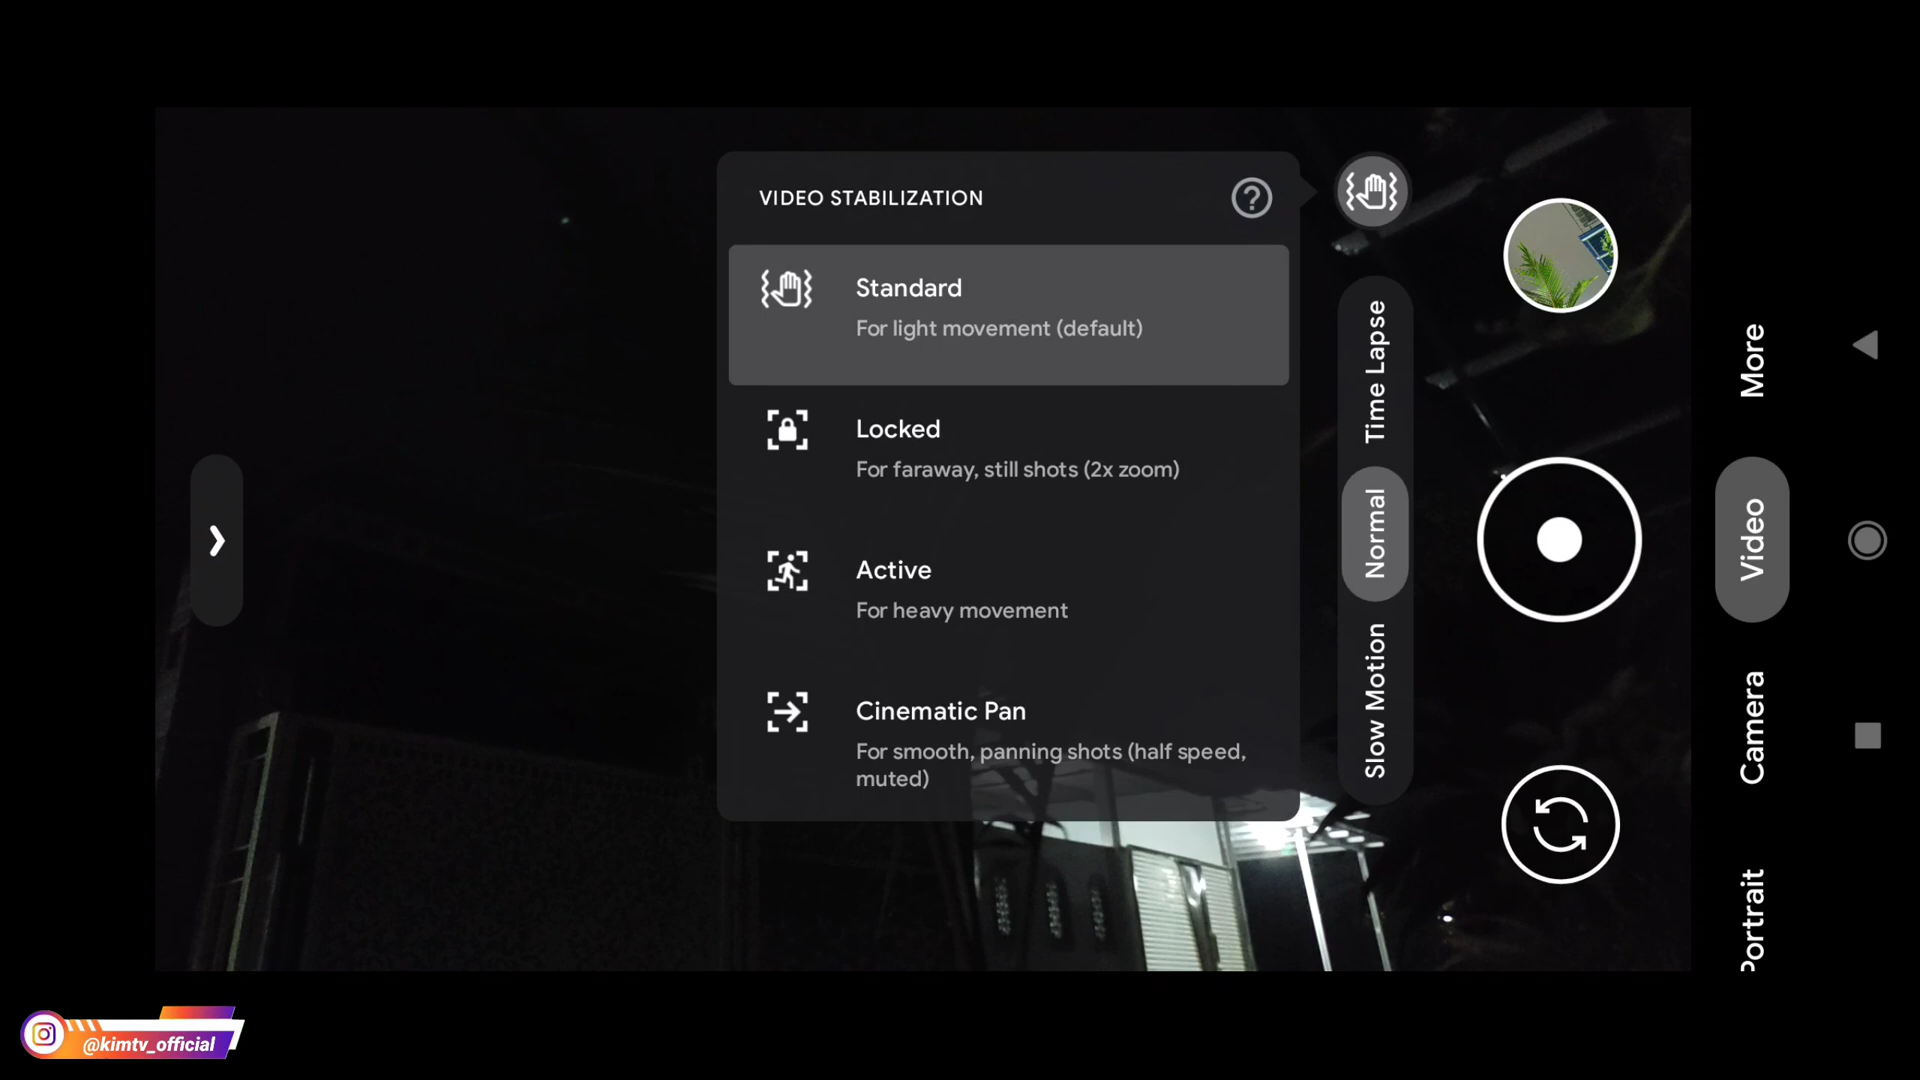 VIDEO STABILIZATION
Standard
For light movement (default)
Locked
For faraway, still shots (2x zoom)
Active
For heavy movement
Cinematic Pan
For smooth, panning shots (half speed,
muted)
Time Lapse
Normal
Slow Motion
More
Video
Camera
Portrait
@kimtv_official